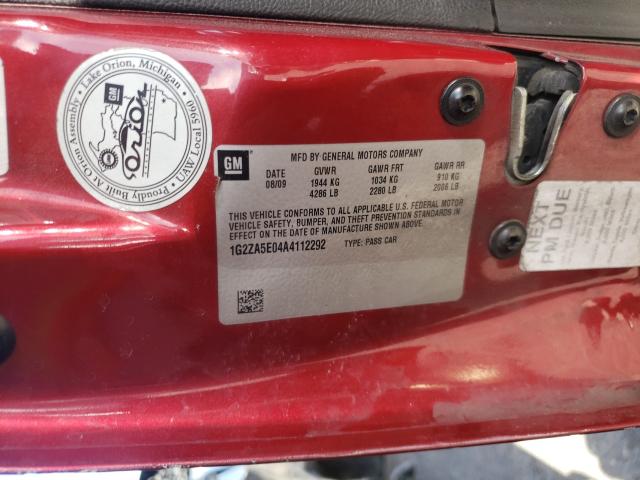 Proudly Built At Orion Assembly • Lake Orion, Michigan •
UAW Local 5960
GM
Orion
GM
MFD BY GENERAL MOTORS COMPANY
DATE GVWR GAWR FRT GAWR RR
08/09 1944 KG 1034 KG 910 KG
4286 LB 2280 LB 2006 LB
THIS VEHICLE CONFORMS TO ALL APPLICABLE U.S. FEDERAL MOTOR
VEHICLE SAFETY, BUMPER, AND THEFT PREVENTION STANDARDS IN
EFFECT ON THE DATE OF MANUFACTURE SHOWN ABOVE.
1G2ZA5E04A4112292 TYPE: PASS CAR
NEXT
PM DUE